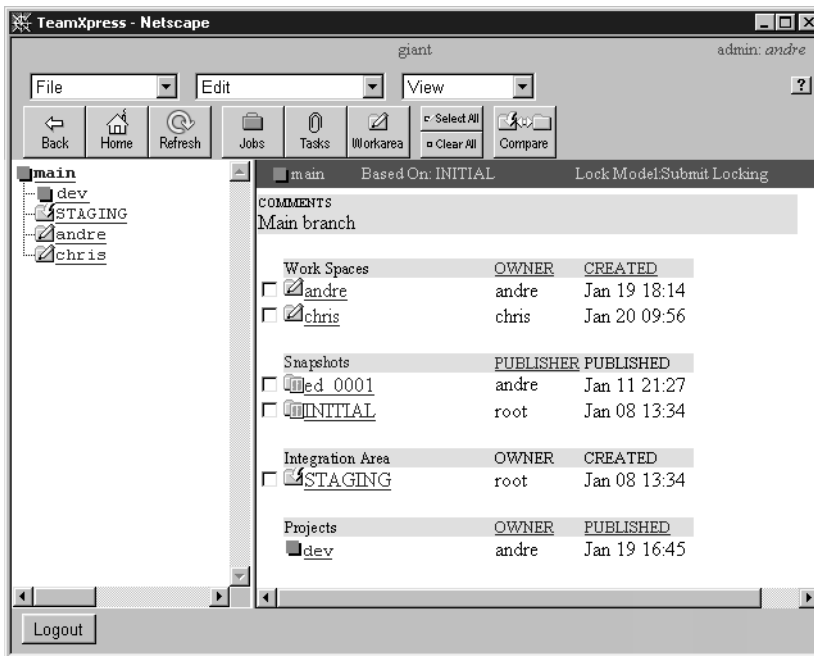 TeamXpress - Netscape
giant admin: andre
File Edit View ?
Back Home Refresh Jobs Tasks Workarea Select All Clear All Compare
main
dev
STAGING
andre
chris
main Based On: INITIAL Lock Model:Submit Locking
COMMENTS
Main branch
Work Spaces OWNER CREATED
andre andre Jan 19 18:14
chris chris Jan 20 09:56
Snapshots PUBLISHER PUBLISHED
ed_0001 andre Jan 11 21:27
INITIAL root Jan 08 13:34
Integration Area OWNER CREATED
STAGING root Jan 08 13:34
Projects OWNER PUBLISHED
dev andre Jan 19 16:45
Logout